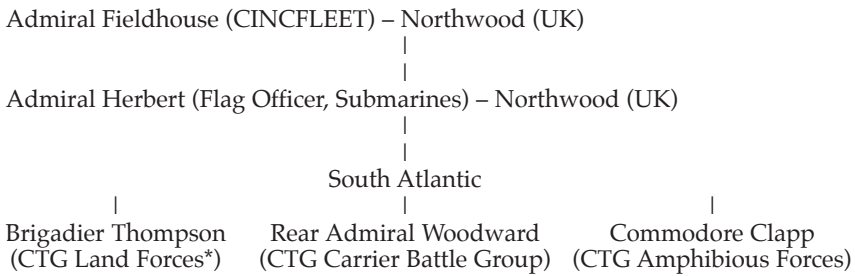 Admiral Fieldhouse (CINCFLEET) – Northwood (UK)
Admiral Herbert (Flag Officer, Submarines) – Northwood (UK)
South Atlantic
Brigadier Thompson Rear Admiral Woodward Commodore Clapp
(CTG Land Forces*) (CTG Carrier Battle Group) (CTG Amphibious Forces)